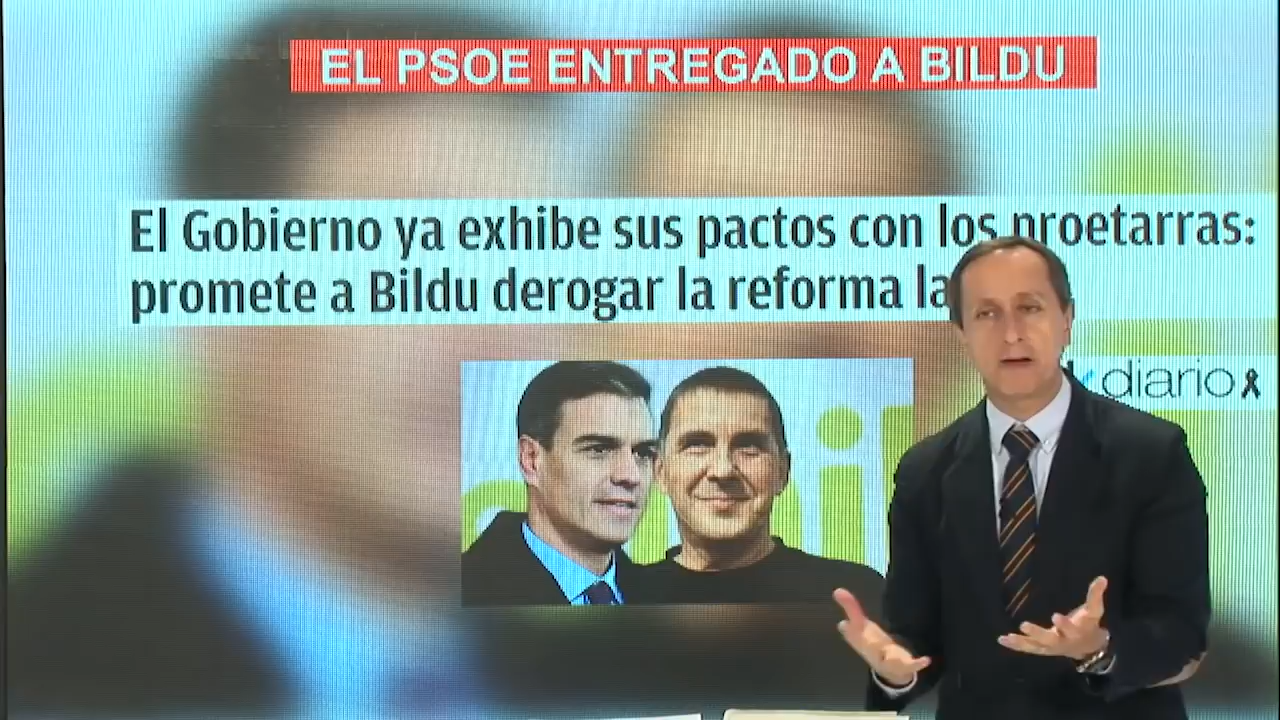 EL PSOE ENTREGADO A BILDU
El Gobierno ya exhibe sus pactos con los proetarras:
promete a Bildu derogar la reforma la
diario